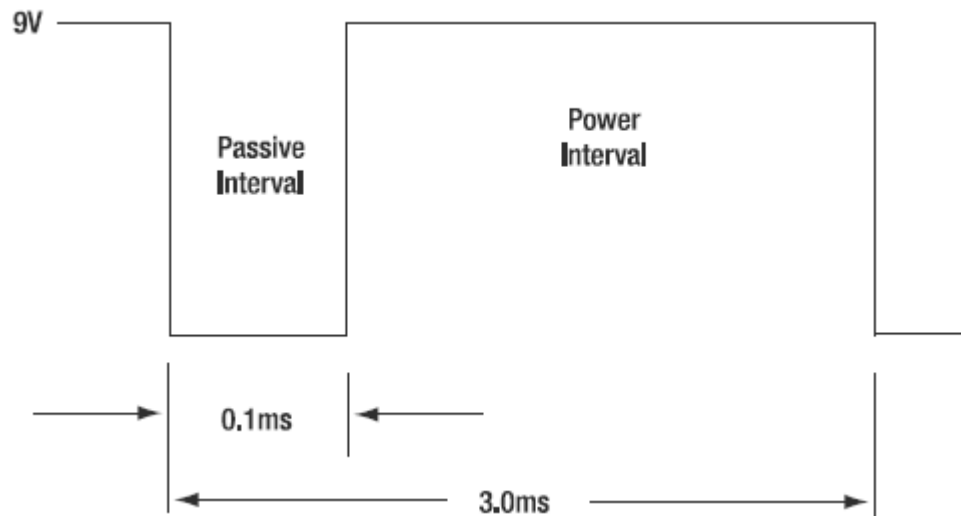 9V
Passive
Interval
Power
Interval
0.1ms
3.0ms